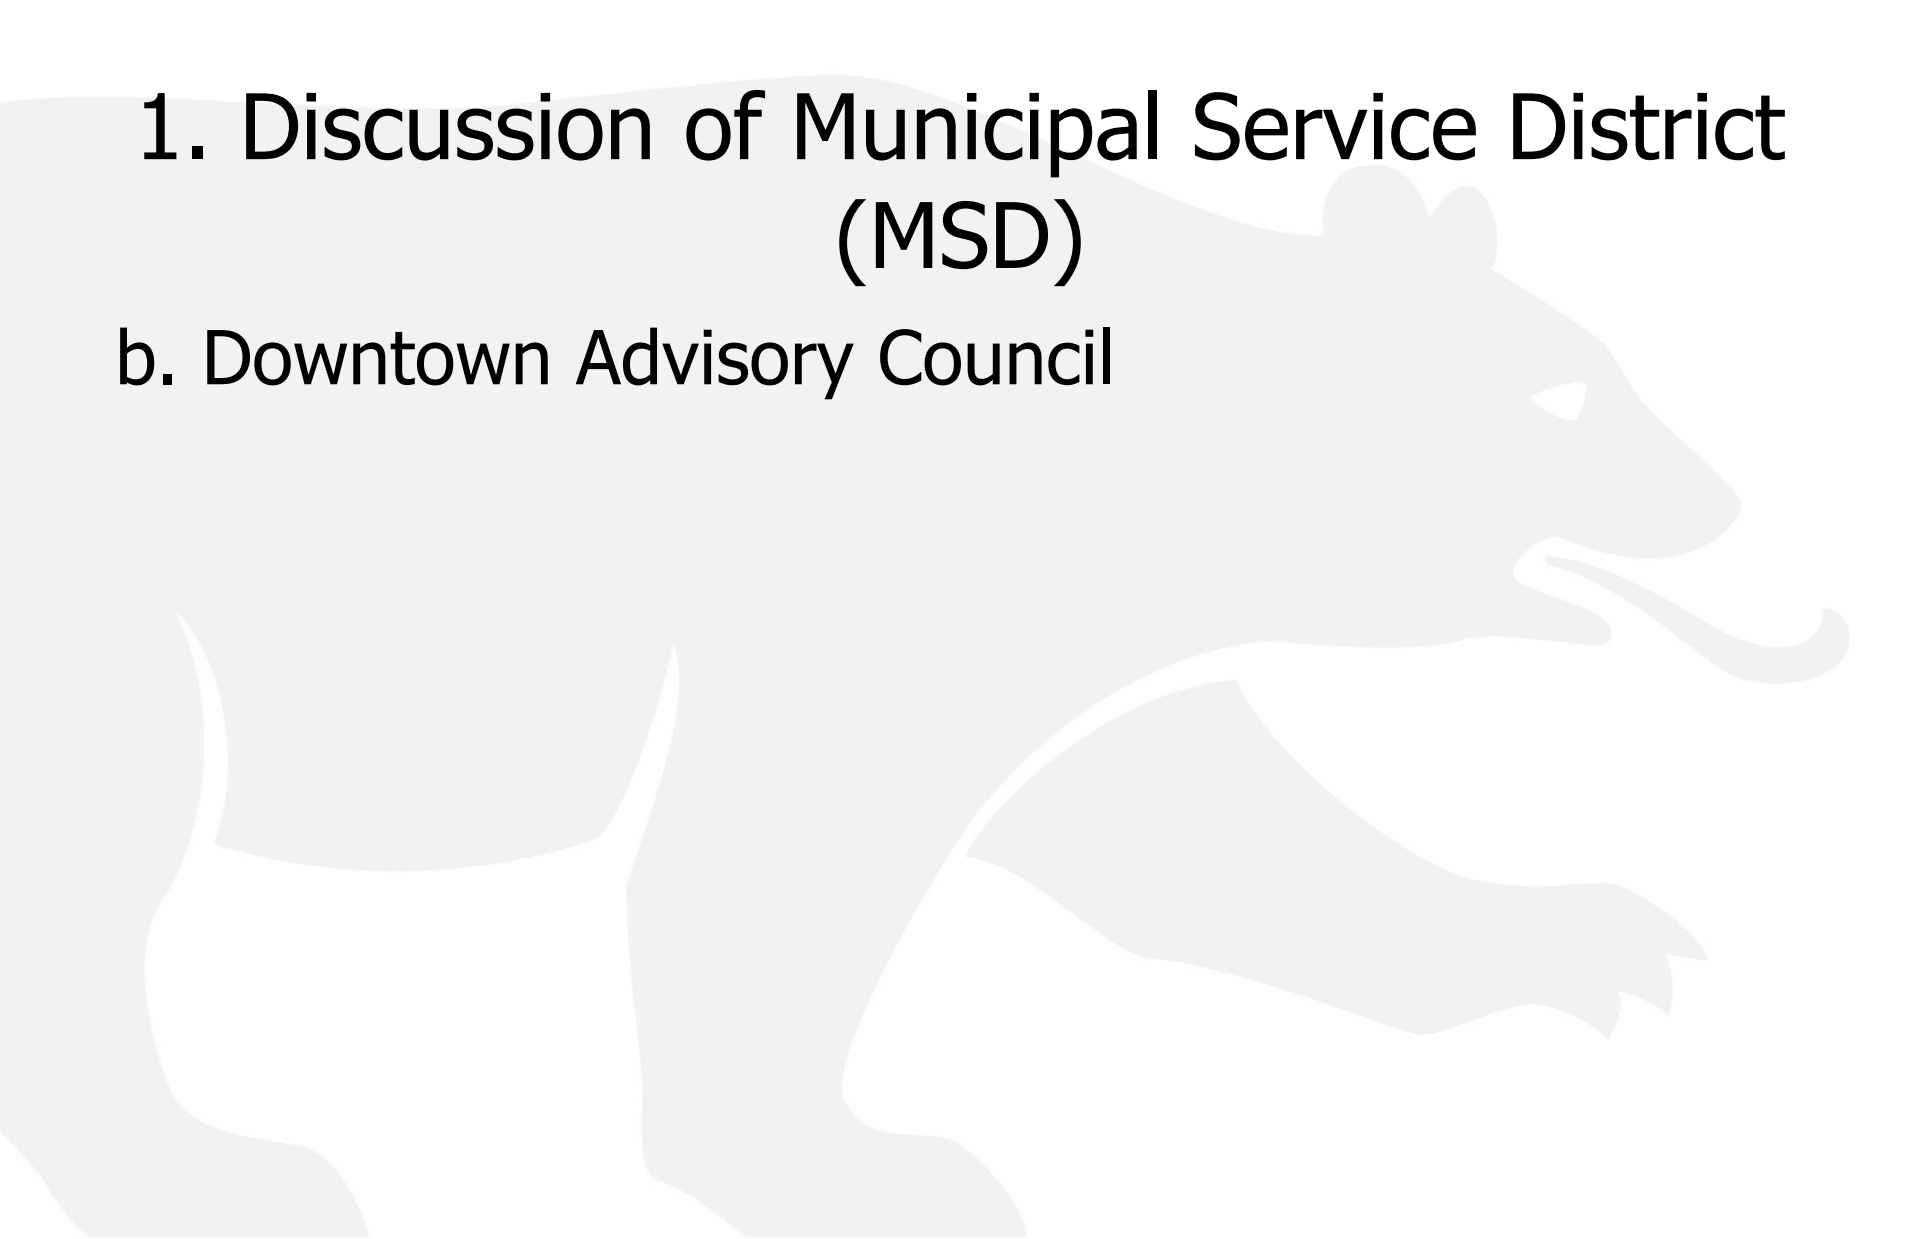 1. Discussion of Municipal Service District
(MSD)
b. Downtown Advisory Council